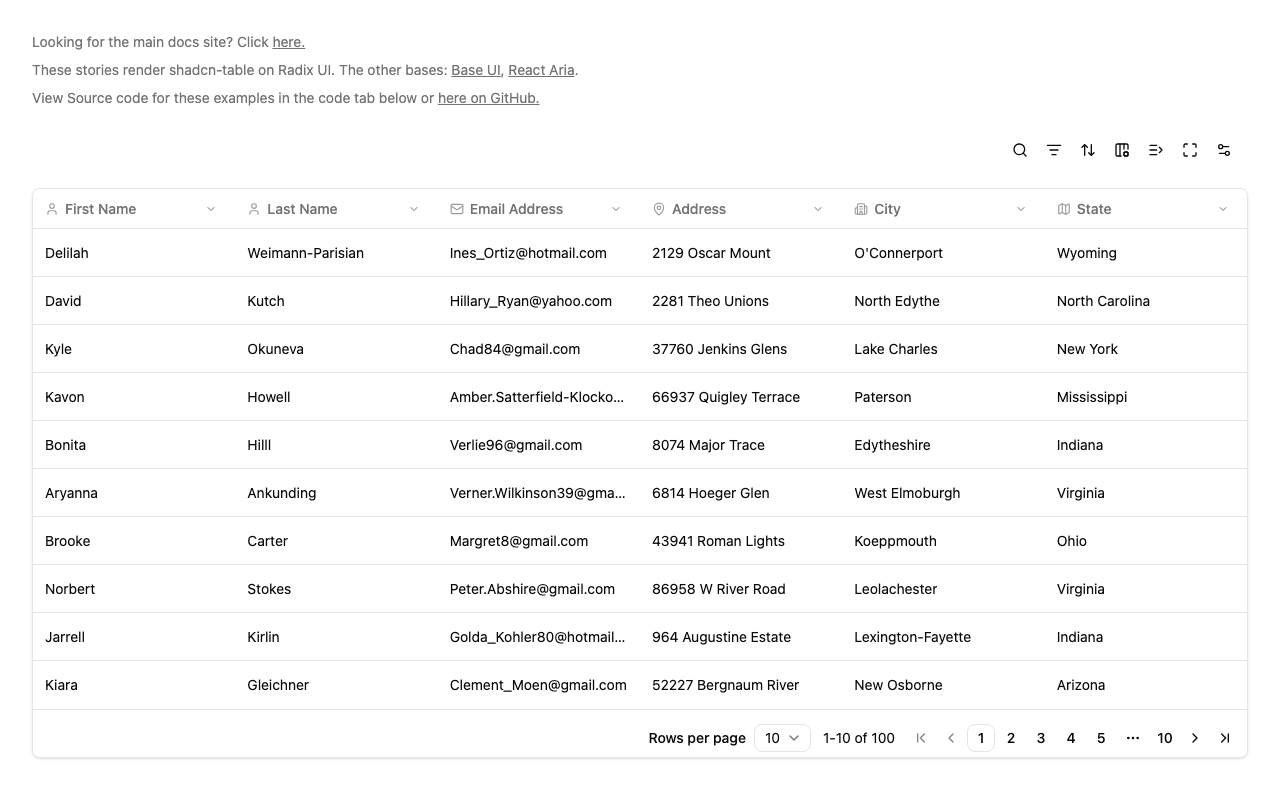 Looking for the main docs site? Click here.
These stories render shadcn-table on Radix UI. The other bases: Base UI, React Aria.
View Source code for these examples in the code tab below or here on GitHub.
First Name Last Name Email Address Address City State
Delilah Weimann-Parisian Ines_Ortiz@hotmail.com 2129 Oscar Mount O'Connerport Wyoming
David Kutch Hillary_Ryan@yahoo.com 2281 Theo Unions North Edythe North Carolina
Kyle Okuneva Chad84@gmail.com 37760 Jenkins Glens Lake Charles New York
Kavon Howell Amber.Satterfield-Klocko... 66937 Quigley Terrace Paterson Mississippi
Bonita Hilll Verlie96@gmail.com 8074 Major Trace Edytheshire Indiana
Aryanna Ankunding Verner.Wilkinson39@gma... 6814 Hoeger Glen West Elmoburgh Virginia
Brooke Carter Margret8@gmail.com 43941 Roman Lights Koeppmouth Ohio
Norbert Stokes Peter.Abshire@gmail.com 86958 W River Road Leolachester Virginia
Jarrell Kirlin Golda_Kohler80@hotmail... 964 Augustine Estate Lexington-Fayette Indiana
Kiara Gleichner Clement_Moen@gmail.com 52227 Bergnaum River New Osborne Arizona
Rows per page 10 1-10 of 100 1 2 3 4 5 ··· 10